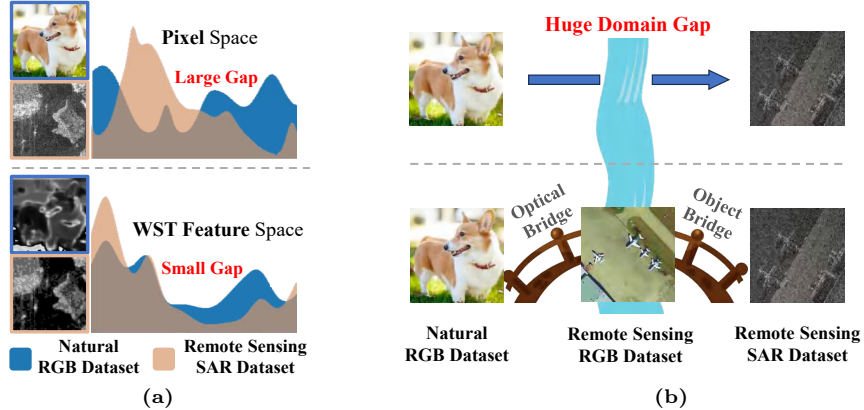 Pixel Space
Large Gap
WST Feature Space
Small Gap
Natural
RGB Dataset
Remote Sensing
SAR Dataset
(a)
Huge Domain Gap
Optical
Bridge
Object
Bridge
Natural
RGB Dataset
Remote Sensing
RGB Dataset
Remote Sensing
SAR Dataset
(b)